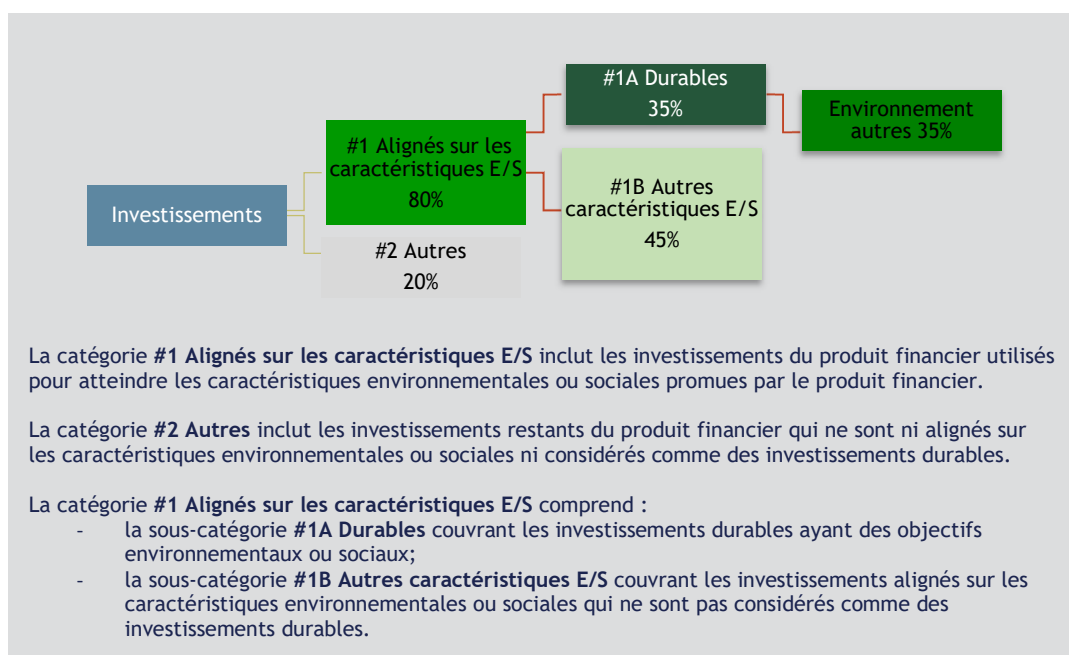 #1A Durables
35%
Environnement
autres 35%
#1 Alignés sur les
caractéristiques E/S
80%
#1B Autres
caractéristiques E/S
45%
Investissements
#2 Autres
20%
La catégorie #1 Alignés sur les caractéristiques E/S inclut les investissements du produit financier utilisés
pour atteindre les caractéristiques environnementales ou sociales promues par le produit financier.
La catégorie #2 Autres inclut les investissements restants du produit financier qui ne sont ni alignés sur
les caractéristiques environnementales ou sociales ni considérés comme des investissements durables.
La catégorie #1 Alignés sur les caractéristiques E/S comprend :
- la sous-catégorie #1A Durables couvrant les investissements durables ayant des objectifs
environnementaux ou sociaux;
- la sous-catégorie #1B Autres caractéristiques E/S couvrant les investissements alignés sur les
caractéristiques environnementales ou sociales qui ne sont pas considérés comme des
investissements durables.